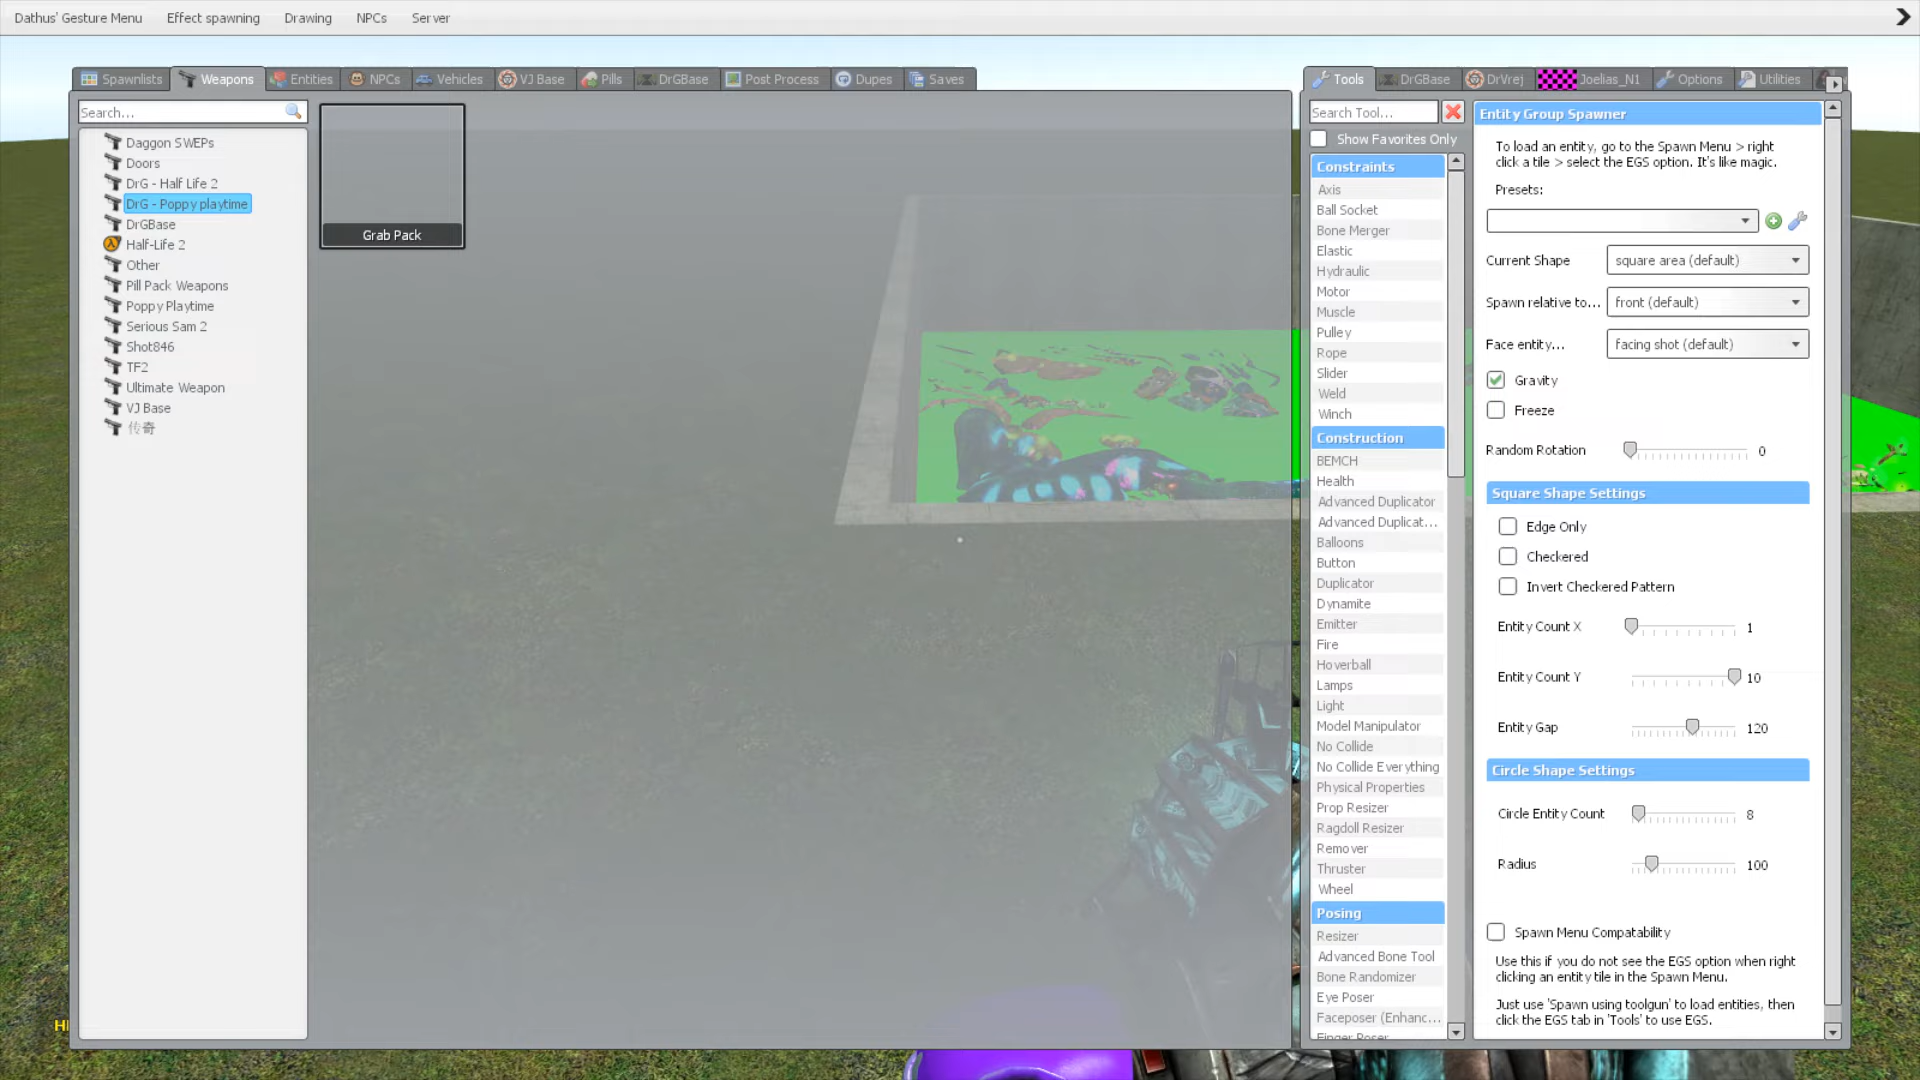 Dathus' Gesture Menu Effect spawning Drawing NPCs Server
Spawnlists Weapons Entities NPCs Vehicles VJ Base Pills DrGBase Post Process Dupes Saves
Search...
Daggon SWEPs
Doors
DrG - Half Life 2
DrG - Poppy playtime
DrGBase
Half-Life 2
Other
Pill Pack Weapons
Poppy Playtime
Serious Sam 2
Shot846
TF2
Ultimate Weapon
VJ Base
传奇
Grab Pack
Tools DrGBase DrVrej Joelias_N1 Options Utilities
Search Tool...
Show Favorites Only
Constraints
Axis
Ball Socket
Bone Merger
Elastic
Hydraulic
Motor
Muscle
Pulley
Rope
Slider
Weld
Winch
Construction
BEMCH
Health
Advanced Duplicator
Advanced Duplicat...
Balloons
Button
Duplicator
Dynamite
Emitter
Fire
Hoverball
Lamps
Light
Model Manipulator
No Collide
No Collide Everything
Physical Properties
Prop Resizer
Ragdoll Resizer
Remover
Thruster
Wheel
Posing
Resizer
Advanced Bone Tool
Bone Randomizer
Eye Poser
Faceposer (Enhanc...
Finger Poser
Entity Group Spawner
To load an entity, go to the Spawn Menu > right
click a tile > select the EGS option. It's like magic.
Presets:
Current Shape square area (default)
Spawn relative to... front (default)
Face entity... facing shot (default)
Gravity
Freeze
Random Rotation 0
Square Shape Settings
Edge Only
Checkered
Invert Checkered Pattern
Entity Count X 1
Entity Count Y 10
Entity Gap 120
Circle Shape Settings
Circle Entity Count 8
Radius 100
Spawn Menu Compatability
Use this if you do not see the EGS option when right
clicking an entity tile in the Spawn Menu.
Just use 'Spawn using toolgun' to load entities, then
click the EGS tab in 'Tools' to use EGS.